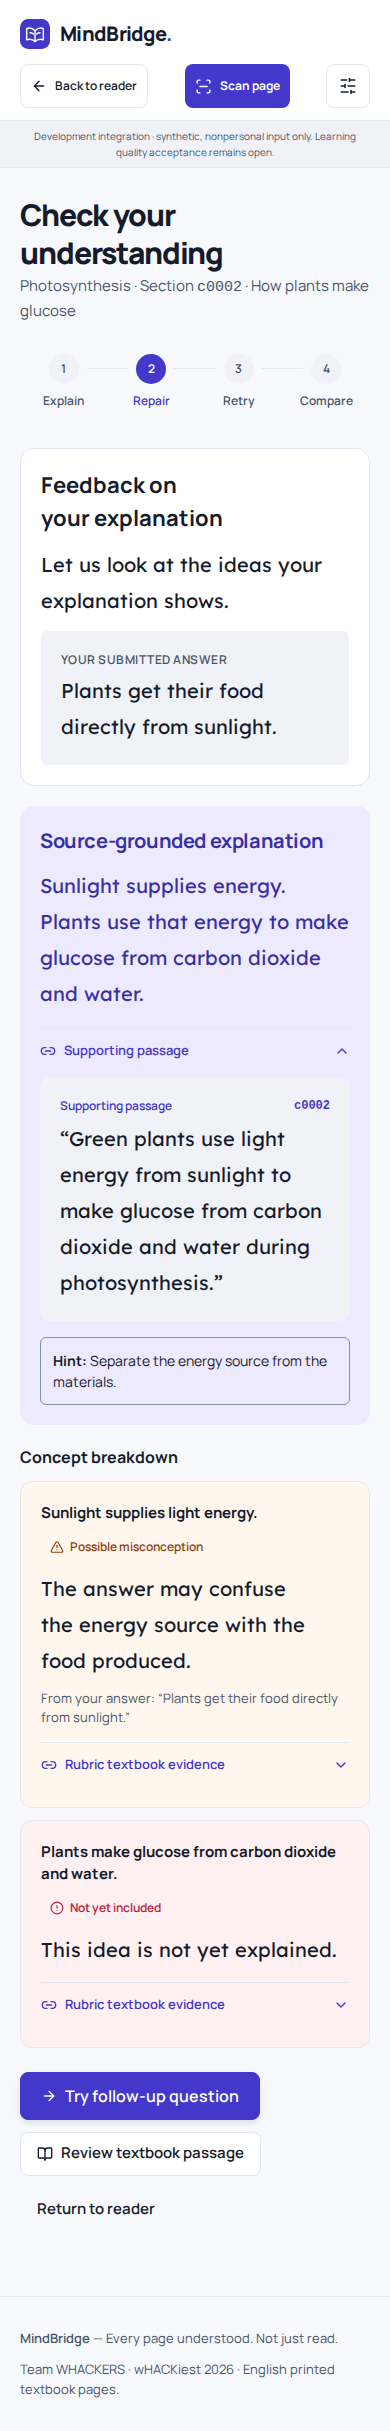 MindBridge.
Back to reader
Scan page
Development integration · synthetic, nonpersonal input only. Learning
quality acceptance remains open.
Check your
understanding
Photosynthesis · Section c0002 · How plants make
glucose
1 2 3 4
Explain Repair Retry Compare
Feedback on
your explanation
Let us look at the ideas your
explanation shows.
YOUR SUBMITTED ANSWER
Plants get their food
directly from sunlight.
Source-grounded explanation
Sunlight supplies energy.
Plants use that energy to make
glucose from carbon dioxide
and water.
Supporting passage
Supporting passage c0002
“Green plants use light
energy from sunlight to
make glucose from carbon
dioxide and water during
photosynthesis.”
Hint: Separate the energy source from the
materials.
Concept breakdown
Sunlight supplies light energy.
Possible misconception
The answer may confuse
the energy source with the
food produced.
From your answer: “Plants get their food directly
from sunlight.”
Rubric textbook evidence
Plants make glucose from carbon dioxide
and water.
Not yet included
This idea is not yet explained.
Rubric textbook evidence
Try follow-up question
Review textbook passage
Return to reader
MindBridge — Every page understood. Not just read.
Team WHACKERS · wHACKiest 2026 · English printed
textbook pages.